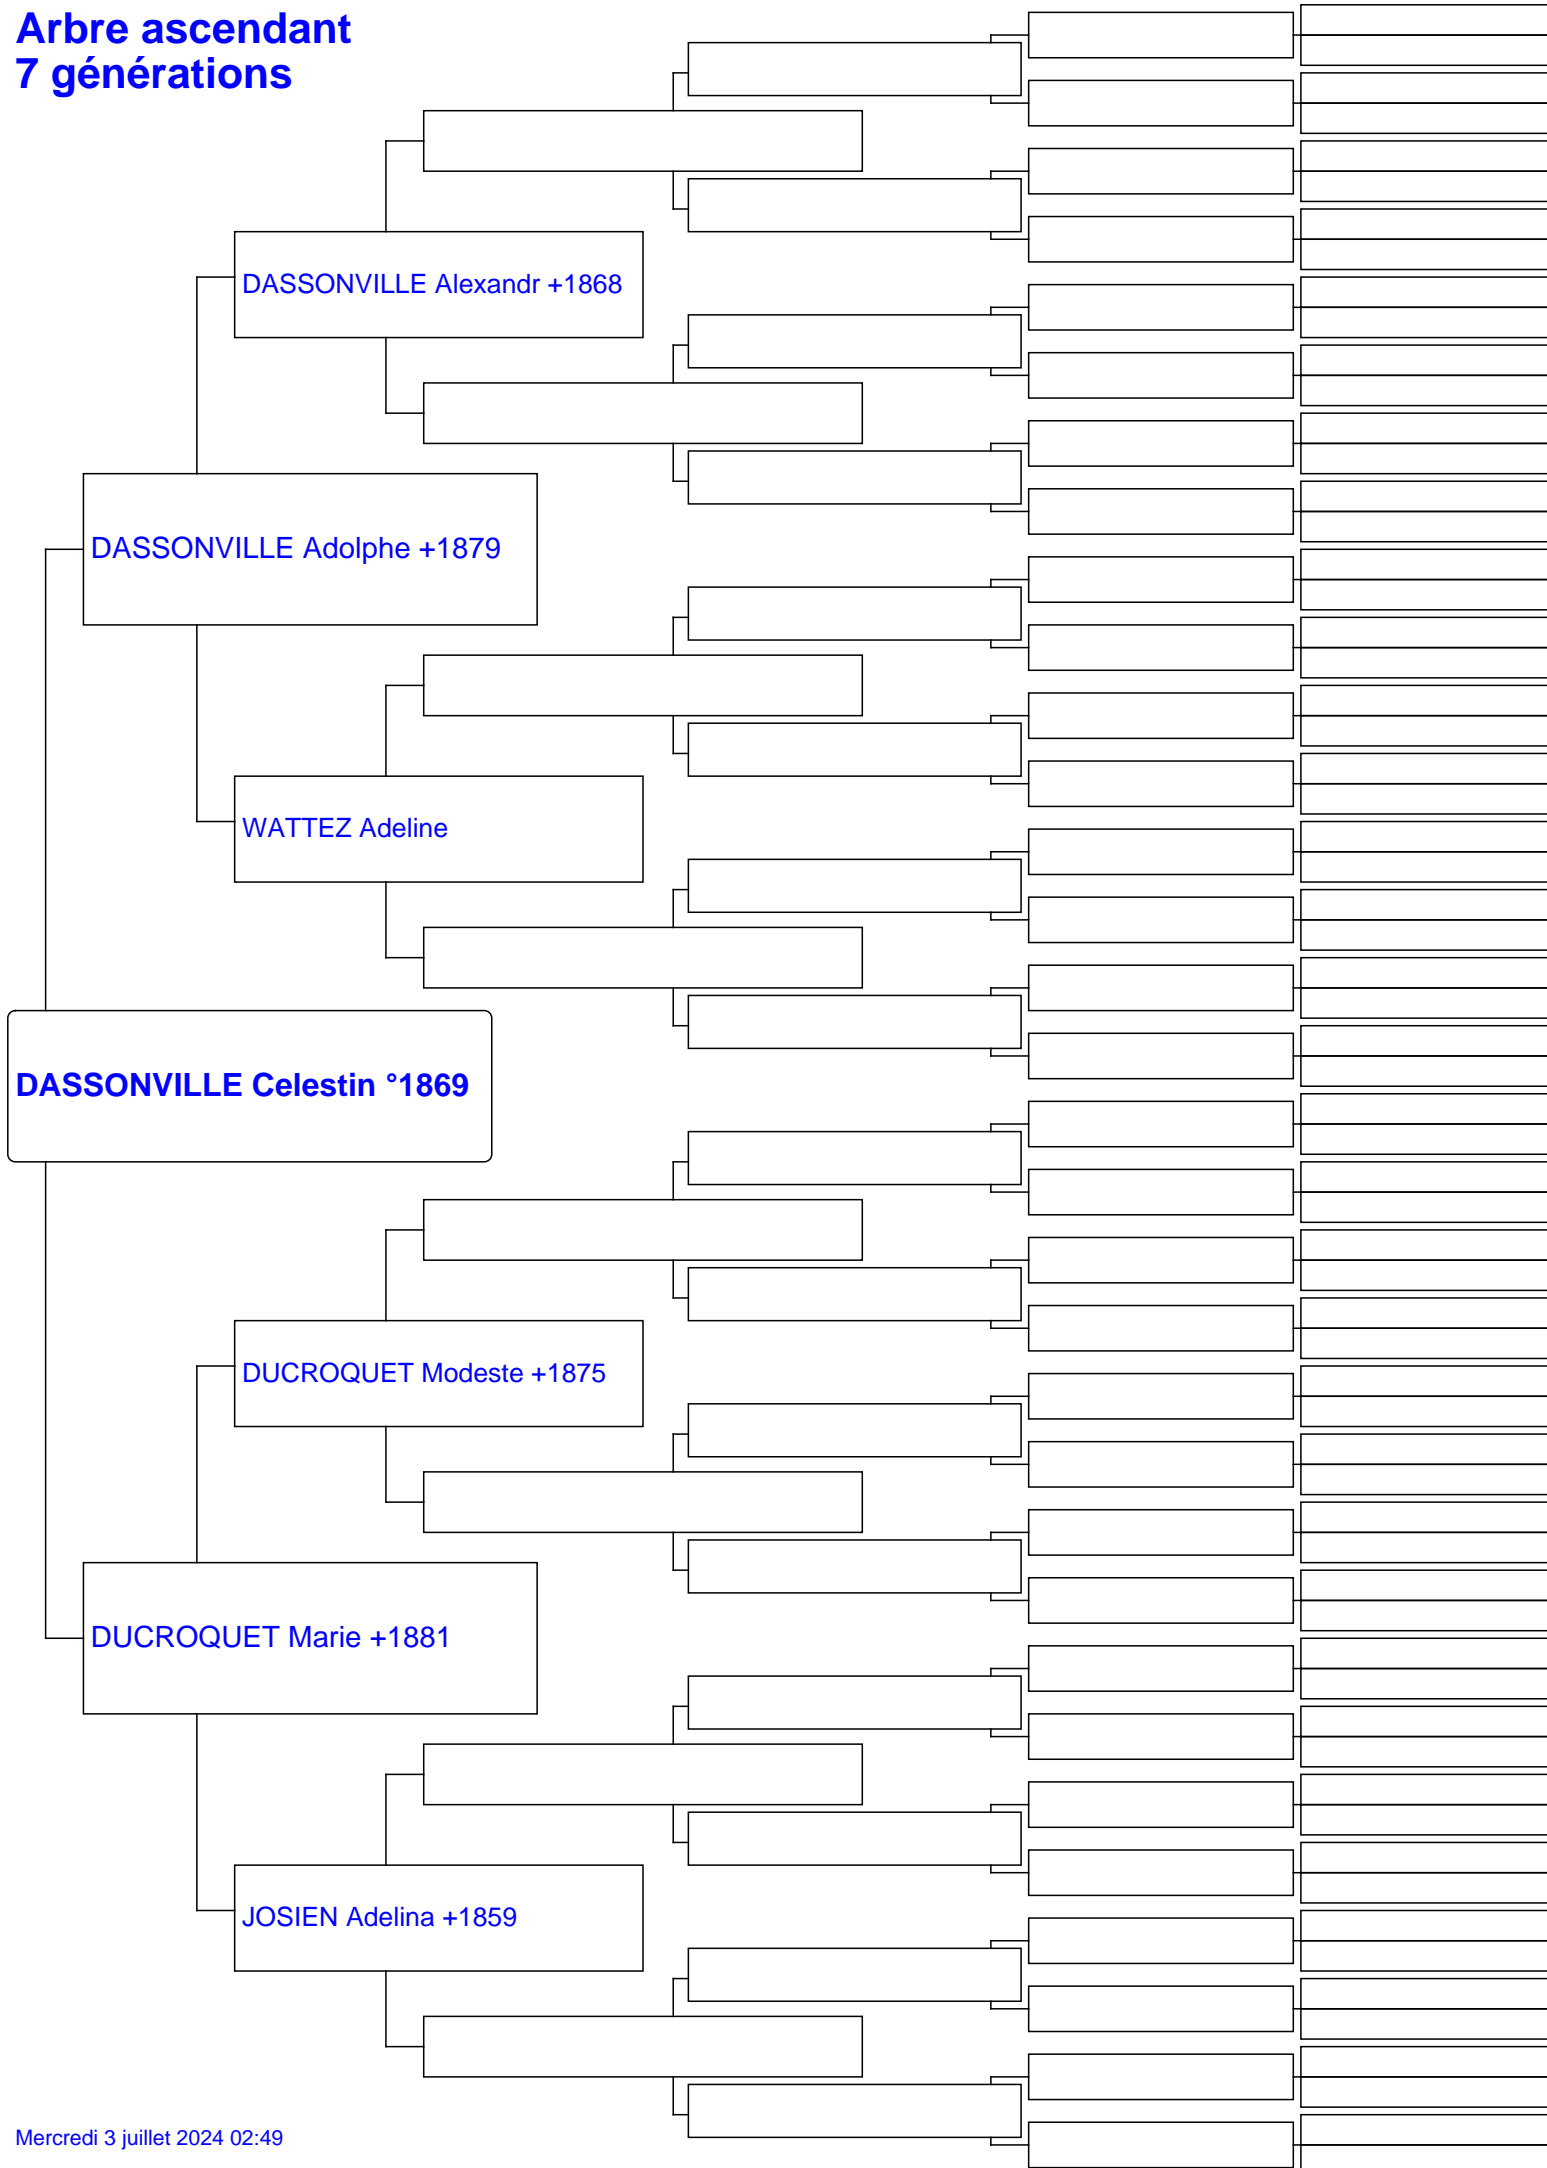 Arbre ascendant
7 générations
DASSONVILLE Alexandr +1868
DASSONVILLE Adolphe +1879
WATTEZ Adeline
DASSONVILLE Celestin °1869
DUCROQUET Modeste +1875
DUCROQUET Marie +1881
JOSIEN Adelina +1859
Mercredi 3 juillet 2024 02:49